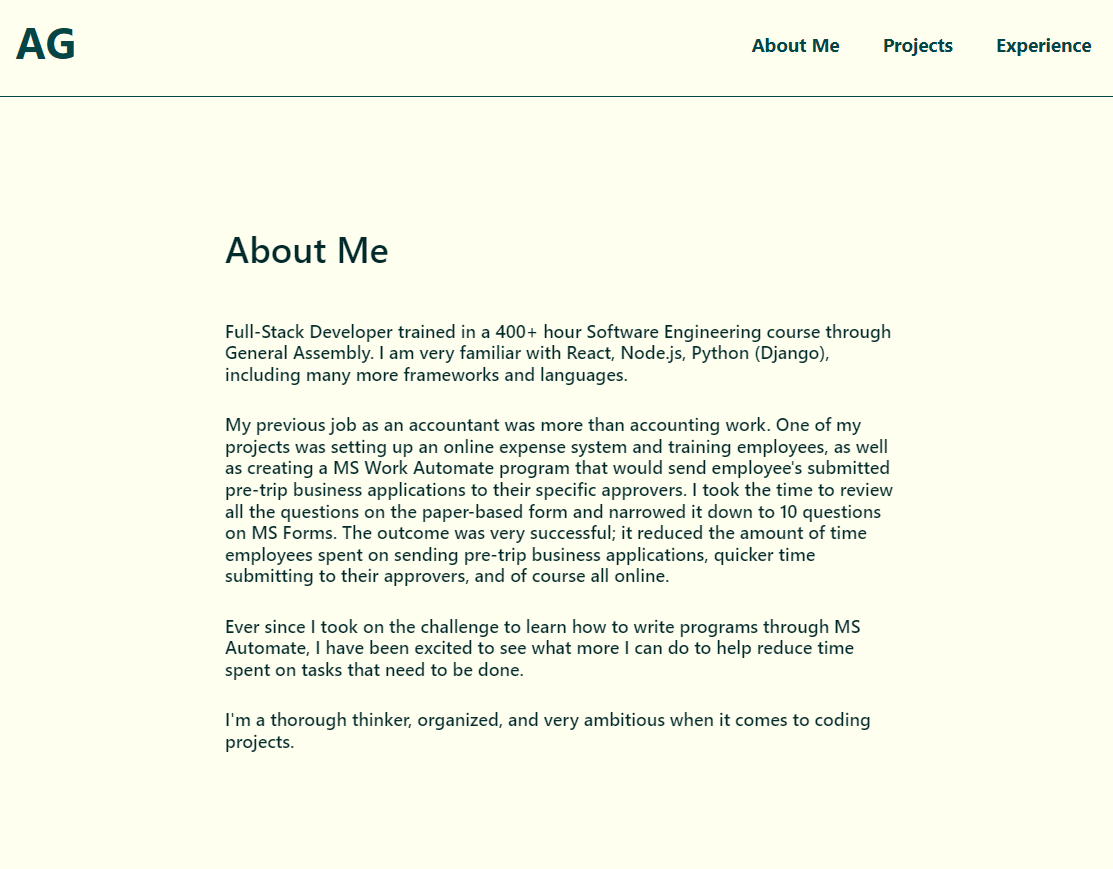 AG
About Me
Projects
Experience
About Me
Full-Stack Developer trained in a 400+ hour Software Engineering course through
General Assembly. I am very familiar with React, Node.js, Python (Django),
including many more frameworks and languages.
My previous job as an accountant was more than accounting work. One of my
projects was setting up an online expense system and training employees, as well
as creating a MS Work Automate program that would send employee's submitted
pre-trip business applications to their specific approvers. I took the time to review
all the questions on the paper-based form and narrowed it down to 10 questions
on MS Forms. The outcome was very successful; it reduced the amount of time
employees spent on sending pre-trip business applications, quicker time
submitting to their approvers, and of course all online.
Ever since I took on the challenge to learn how to write programs through MS
Automate, I have been excited to see what more I can do to help reduce time
spent on tasks that need to be done.
I'm a thorough thinker, organized, and very ambitious when it comes to coding
projects.